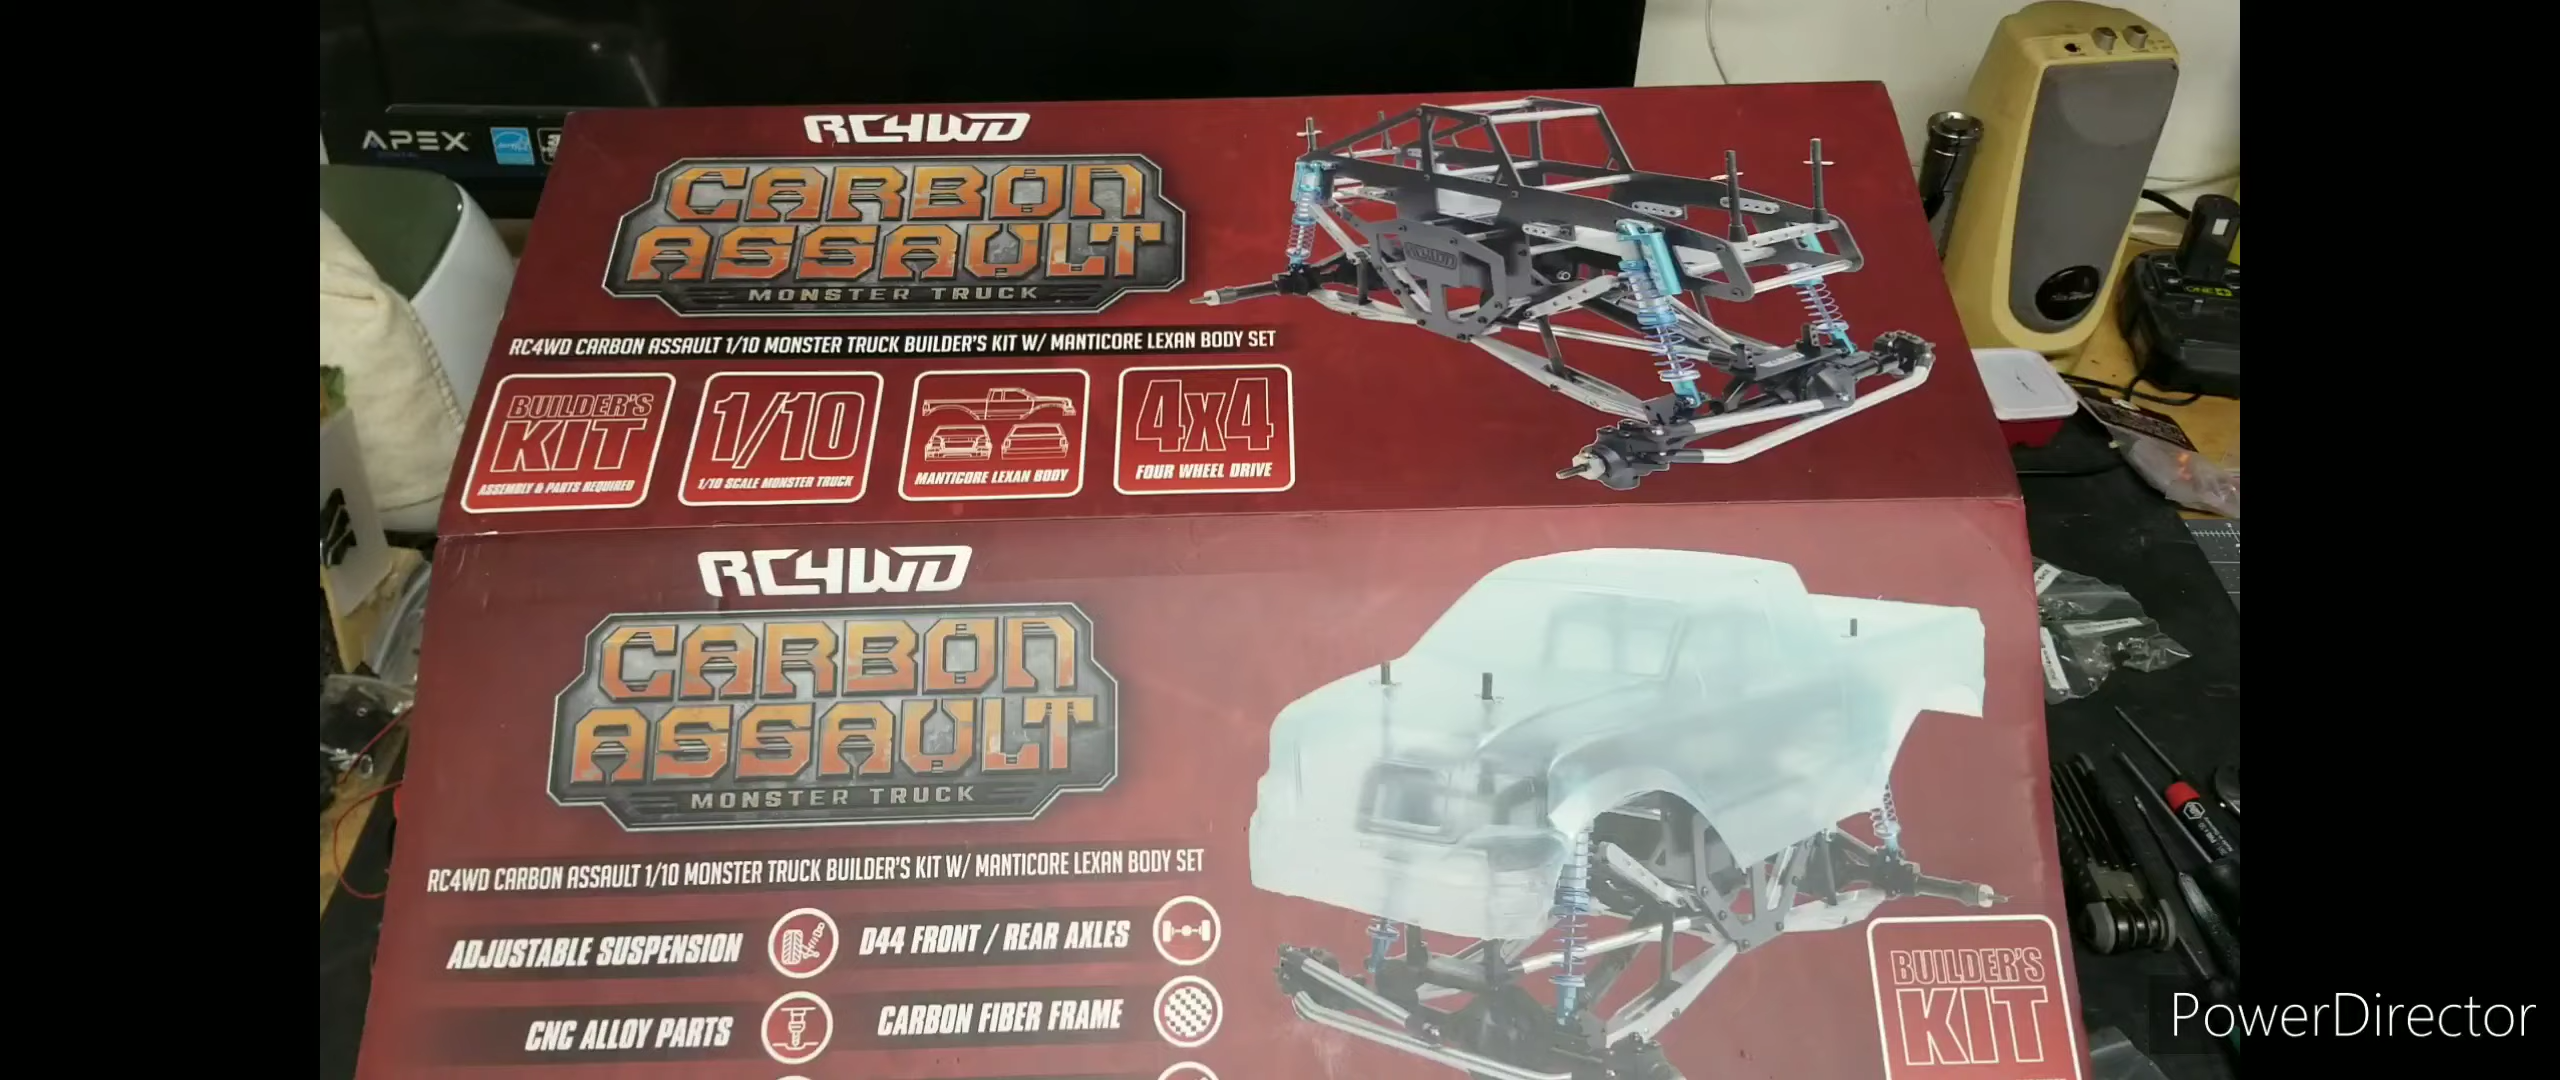 APEX
RC4WD
CARBON
ASSAULT
MONSTER TRUCK
RC4WD CARBON ASSAULT 1/10 MONSTER TRUCK BUILDER'S KIT W/ MANTICORE LEXAN BODY SET
BUILDER'S
KIT
ASSEMBLY & PARTS REQUIRED
1/10
1/10 SCALE MONSTER TRUCK
MANTICORE LEXAN BODY
4x4
FOUR WHEEL DRIVE
RC4WD
RC4WD
CARBON
ASSAULT
MONSTER TRUCK
RC4WD CARBON ASSAULT 1/10 MONSTER TRUCK BUILDER'S KIT W/ MANTICORE LEXAN BODY SET
ADJUSTABLE SUSPENSION
D44 FRONT / REAR AXLES
CNC ALLOY PARTS
CARBON FIBER FRAME
BUILDER'S
KIT
ONE+
PowerDirector